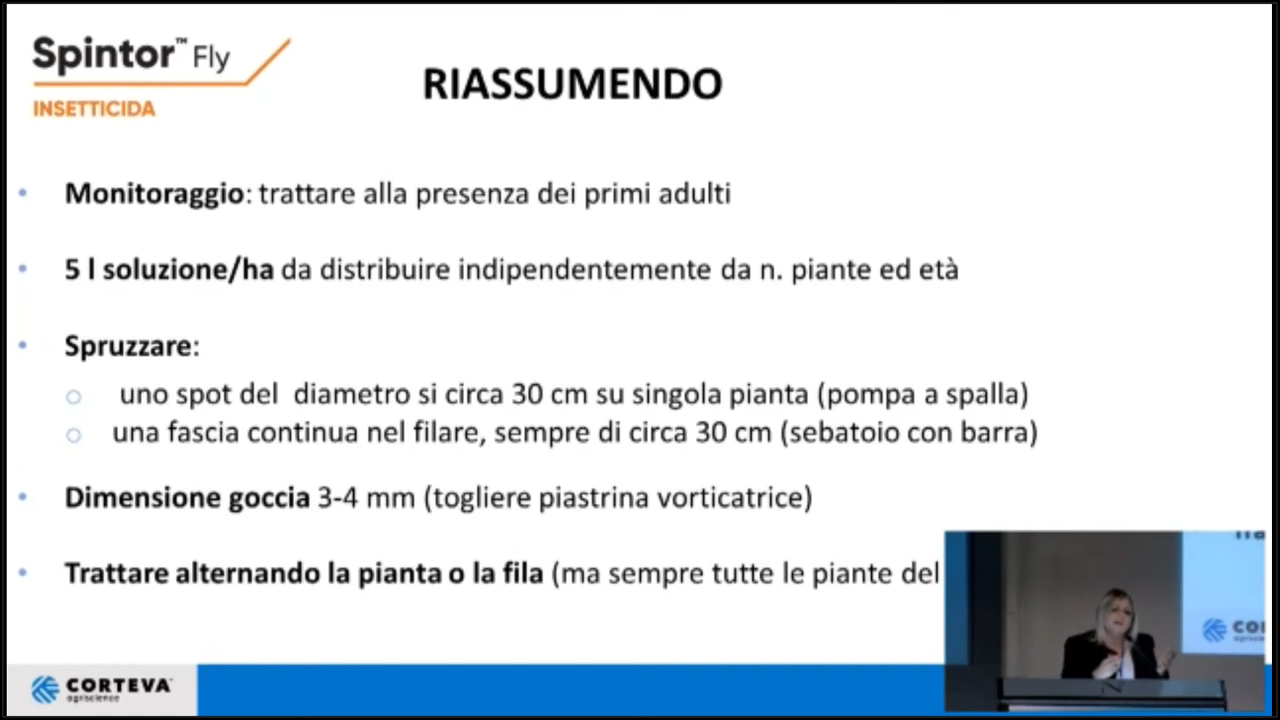 Spintor™ Fly
INSETTICIDA
RIASSUMENDO
• Monitoraggio: trattare alla presenza dei primi adulti
• 5 l soluzione/ha da distribuire indipendentemente da n. piante ed età
• Spruzzare:
o uno spot del diametro si circa 30 cm su singola pianta (pompa a spalla)
o una fascia continua nel filare, sempre di circa 30 cm (sebatoio con barra)
• Dimensione goccia 3-4 mm (togliere piastrina vorticatrice)
• Trattare alternando la pianta o la fila (ma sempre tutte le piante del
CORTEVA™
agriscience
CO